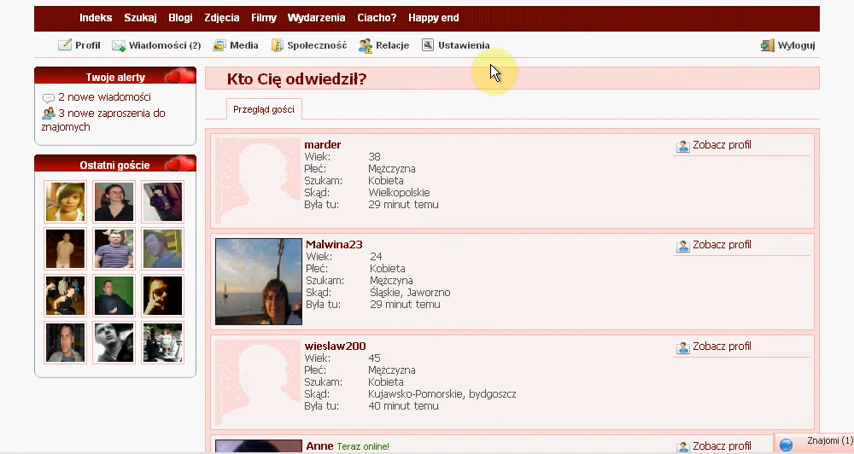 Indeks Szukaj Blogi Zdjęcia Filmy Wydarzenia Ciacho? Happy end
Profil Wiadomości (2) Media Społeczność Relacje Ustawienia Wyloguj
Twoje alerty
2 nowe wiadomości
3 nowe zaproszenia do
znajomych
Ostatni goście
Kto Cię odwiedził?
Przegląd gości
marder
Wiek: 38
Płeć: Mężczyzna
Szukam: Kobieta
Skąd: Wielkopolskie
Była tu: 29 minut temu
Zobacz profil
Malwina23
Wiek: 24
Płeć: Kobieta
Szukam: Mężczyna
Skąd: Śląskie, Jaworzno
Była tu: 29 minut temu
Zobacz profil
wieslaw200
Wiek: 45
Płeć: Mężczyzna
Szukam: Kobieta
Skąd: Kujawsko-Pomorskie, bydgoszcz
Była tu: 40 minut temu
Zobacz profil
Anne Teraz online!
Zobacz profil
Znajomi (1)